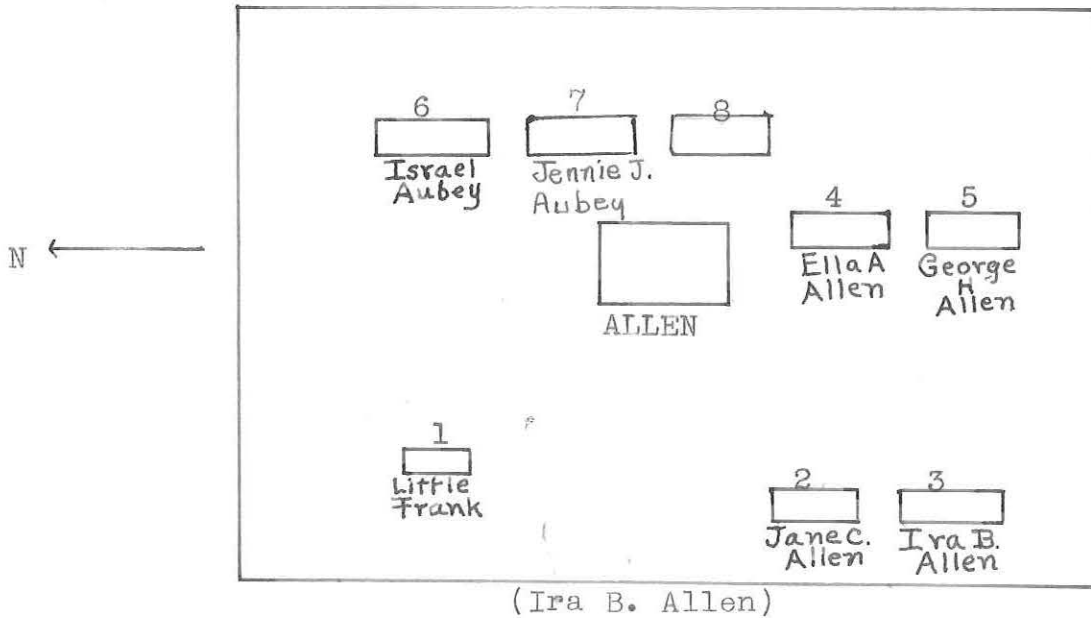 6
7
8
Israel
Aubey
Jennie J.
Aubey
4
5
Ella A
Allen
George
H
Allen
N
ALLEN
1
Little
Frank
2
3
Jane C.
Allen
Ira B.
Allen
(Ira B. Allen)